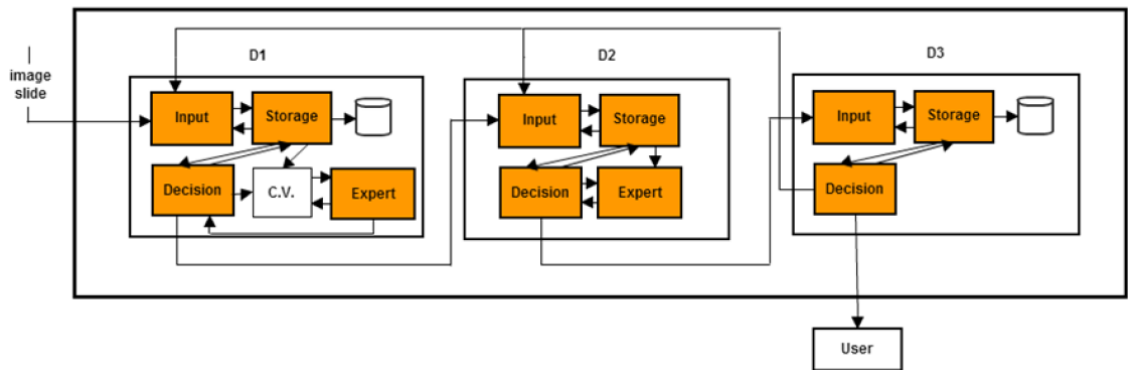 D1
D2
D3
image
slide
Input
Storage
Input
Storage
Input
Storage
Decision
C.V.
Expert
Decision
Expert
Decision
User